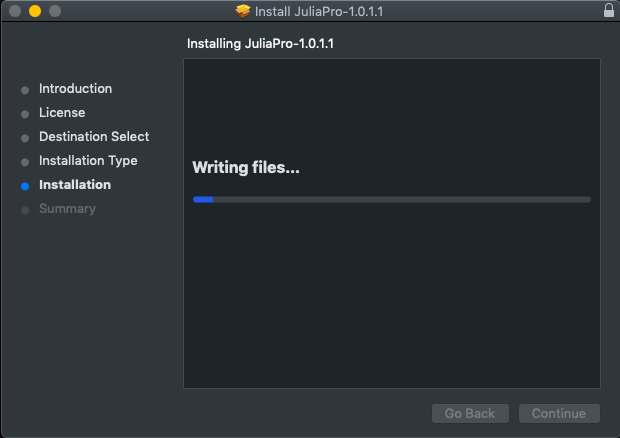 Install JuliaPro-1.0.1.1
Installing JuliaPro-1.0.1.1
Introduction
License
Destination Select
Installation Type
Installation
Summary
Writing files...
Go Back
Continue